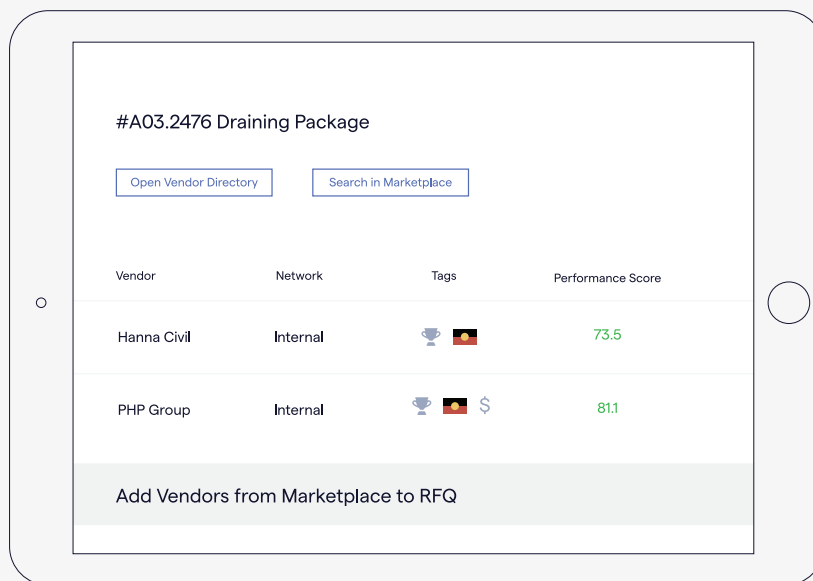 #A03.2476 Draining Package
Open Vendor Directory Search in Marketplace
Vendor Network Tags Performance Score
Hanna Civil Internal 73.5
PHP Group Internal $ 81.1
Add Vendors from Marketplace to RFQ